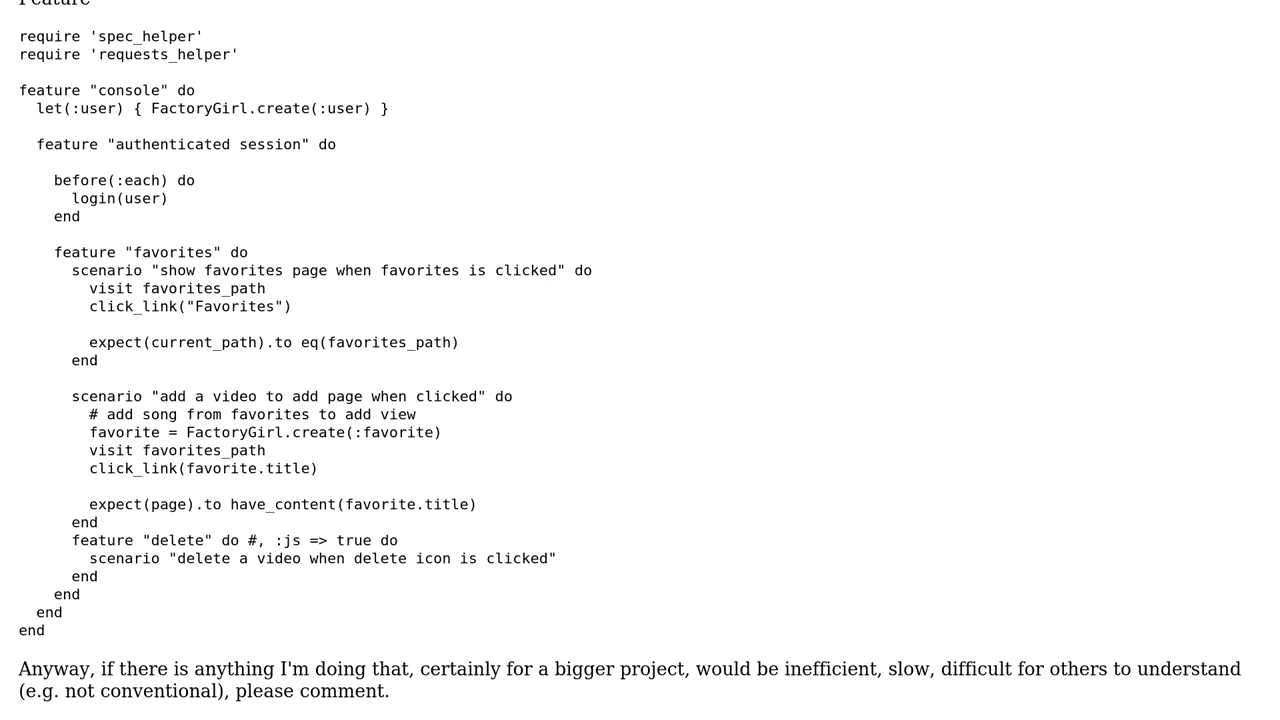 Feature
require 'spec_helper'
require 'requests_helper'
feature "console" do
  let(:user) { FactoryGirl.create(:user) }
  feature "authenticated session" do
    before(:each) do
      login(user)
    end
    feature "favorites" do
      scenario "show favorites page when favorites is clicked" do
        visit favorites_path
        click_link("Favorites")
        expect(current_path).to eq(favorites_path)
      end
      scenario "add a video to add page when clicked" do
        # add song from favorites to add view
        favorite = FactoryGirl.create(:favorite)
        visit favorites_path
        click_link(favorite.title)
        expect(page).to have_content(favorite.title)
      end
      feature "delete" do #, :js => true do
        scenario "delete a video when delete icon is clicked"
      end
    end
  end
end
Anyway, if there is anything I'm doing that, certainly for a bigger project, would be inefficient, slow, difficult for others to understand
(e.g. not conventional), please comment.